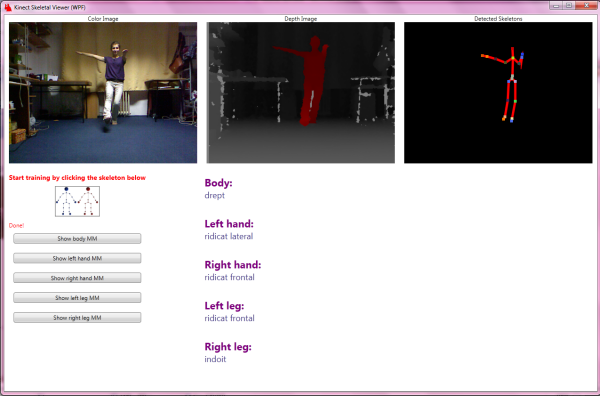 Kinect Skeletal Viewer (WPF)
Color Image
Depth Image
Detected Skeletons
Start training by clicking the skeleton below
Done!
Show body MM
Show left hand MM
Show right hand MM
Show left leg MM
Show right leg MM
Body:
drept
Left hand:
ridicat lateral
Right hand:
ridicat frontal
Left leg:
ridicat frontal
Right leg:
indoit